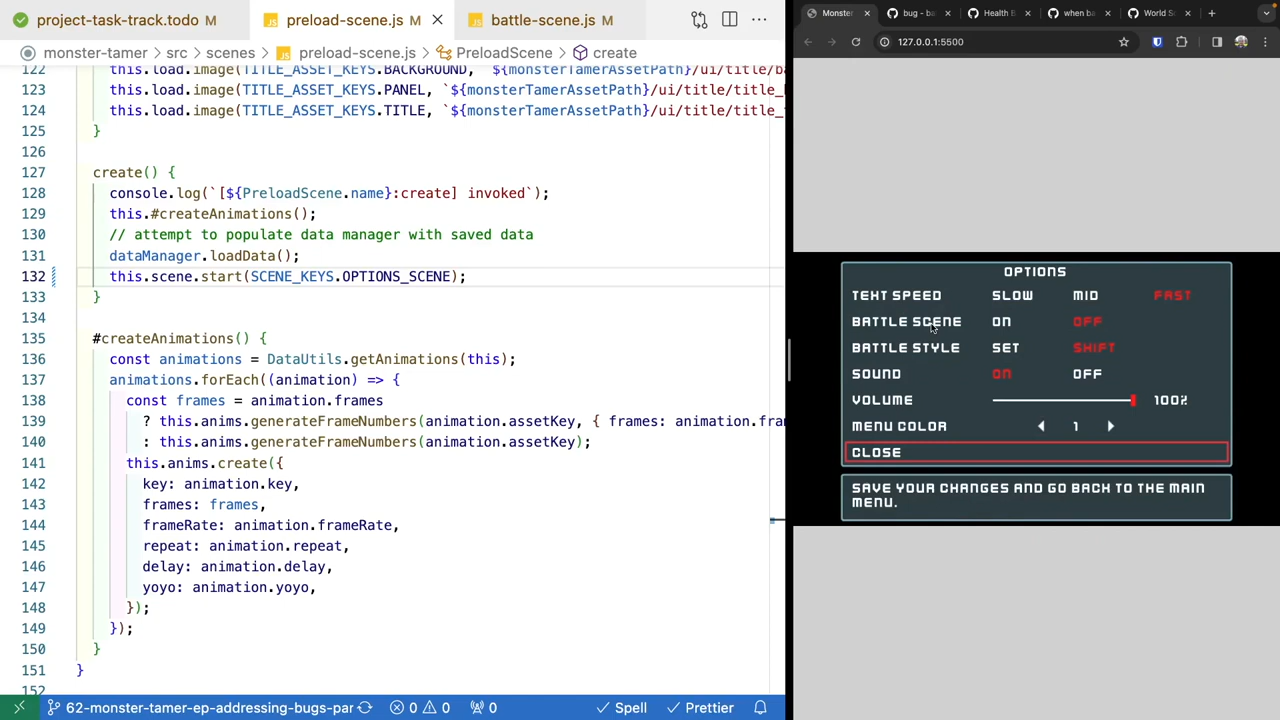 project-task-track.todo M
preload-scene.js M
battle-scene.js M
monster-tamer > src > scenes > preload-scene.js > PreloadScene > create
122 this.load.image(TITLE_ASSET_KEYS.BACKGROUND, `${monsterTamerAssetPath}/ui/title/ba
123 this.load.image(TITLE_ASSET_KEYS.PANEL, `${monsterTamerAssetPath}/ui/title/title_
124 this.load.image(TITLE_ASSET_KEYS.TITLE, `${monsterTamerAssetPath}/ui/title/title_
125 }
126
127 create() {
128 console.log(`[${PreloadScene.name}:create] invoked`);
129 this.#createAnimations();
130 // attempt to populate data manager with saved data
131 dataManager.loadData();
132 this.scene.start(SCENE_KEYS.OPTIONS_SCENE);
133 }
134
135 #createAnimations() {
136 const animations = DataUtils.getAnimations(this);
137 animations.forEach((animation) => {
138 const frames = animation.frames
139 ? this.anims.generateFrameNumbers(animation.assetKey, { frames: animation.fra
140 : this.anims.generateFrameNumbers(animation.assetKey);
141 this.anims.create({
142 key: animation.key,
143 frames: frames,
144 frameRate: animation.frameRate,
145 repeat: animation.repeat,
146 delay: animation.delay,
147 yoyo: animation.yoyo,
148 });
149 });
150 }
151 }
152
62-monster-tamer-ep-addressing-bugs-par 0 0 0 Spell Prettier
Monster
bug - ba
Health B
when ba
World S
127.0.0.1:5500
OPTIONS
TEXT SPEED SLOW MID FAST
BATTLE SCENE ON OFF
BATTLE STYLE SET SHIFT
SOUND ON OFF
VOLUME 100%
MENU COLOR 1
CLOSE
SAVE YOUR CHANGES AND GO BACK TO THE MAIN
MENU.